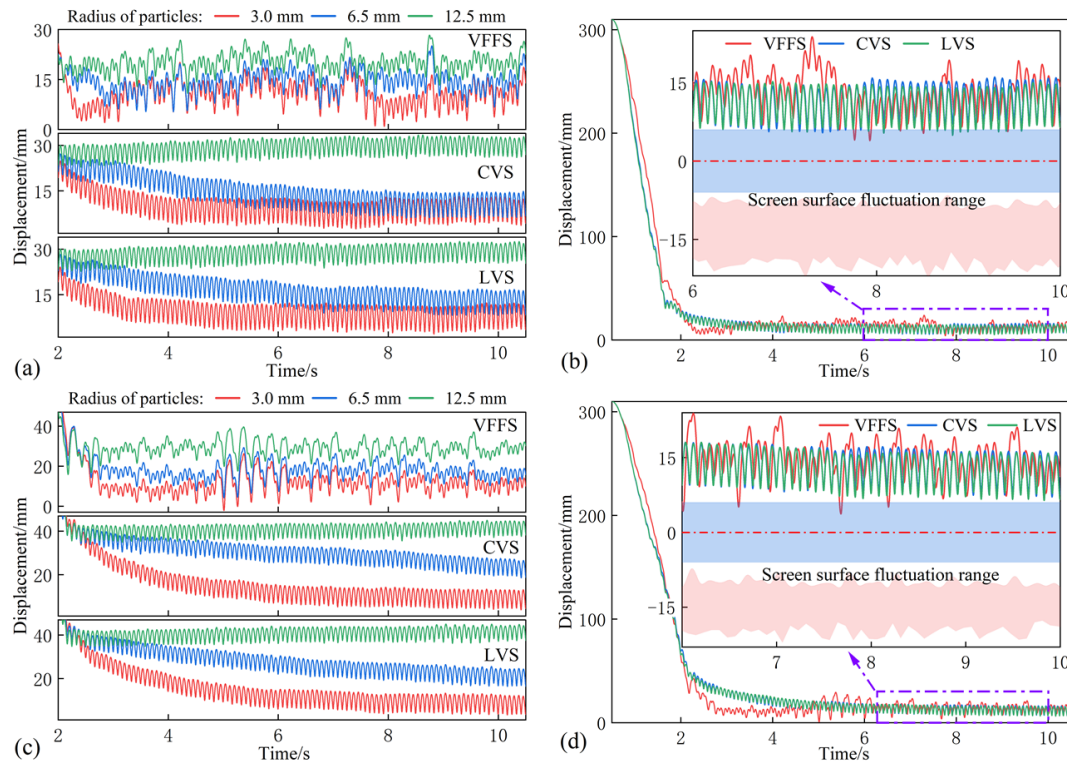 Radius of particles: 3.0 mm 6.5 mm 12.5 mm
30
VFFS
15
0
30
CVS
15
Displacement/mm
30
LVS
15
2 4 6 8 10
Time/s
(a)
300
VFFS CVS LVS
15
0
Screen surface fluctuation range
-15
6 8 10
200
100
0
Displacement/mm
2 4 6 8 10
Time/s
(b)
Radius of particles: 3.0 mm 6.5 mm 12.5 mm
40
VFFS
20
0
40
CVS
20
Displacement/mm
40
LVS
20
2 4 6 8 10
Time/s
(c)
300
VFFS CVS LVS
15
0
Screen surface fluctuation range
-15
7 8 9 10
200
100
0
Displacement/mm
2 4 6 8 10
Time/s
(d)